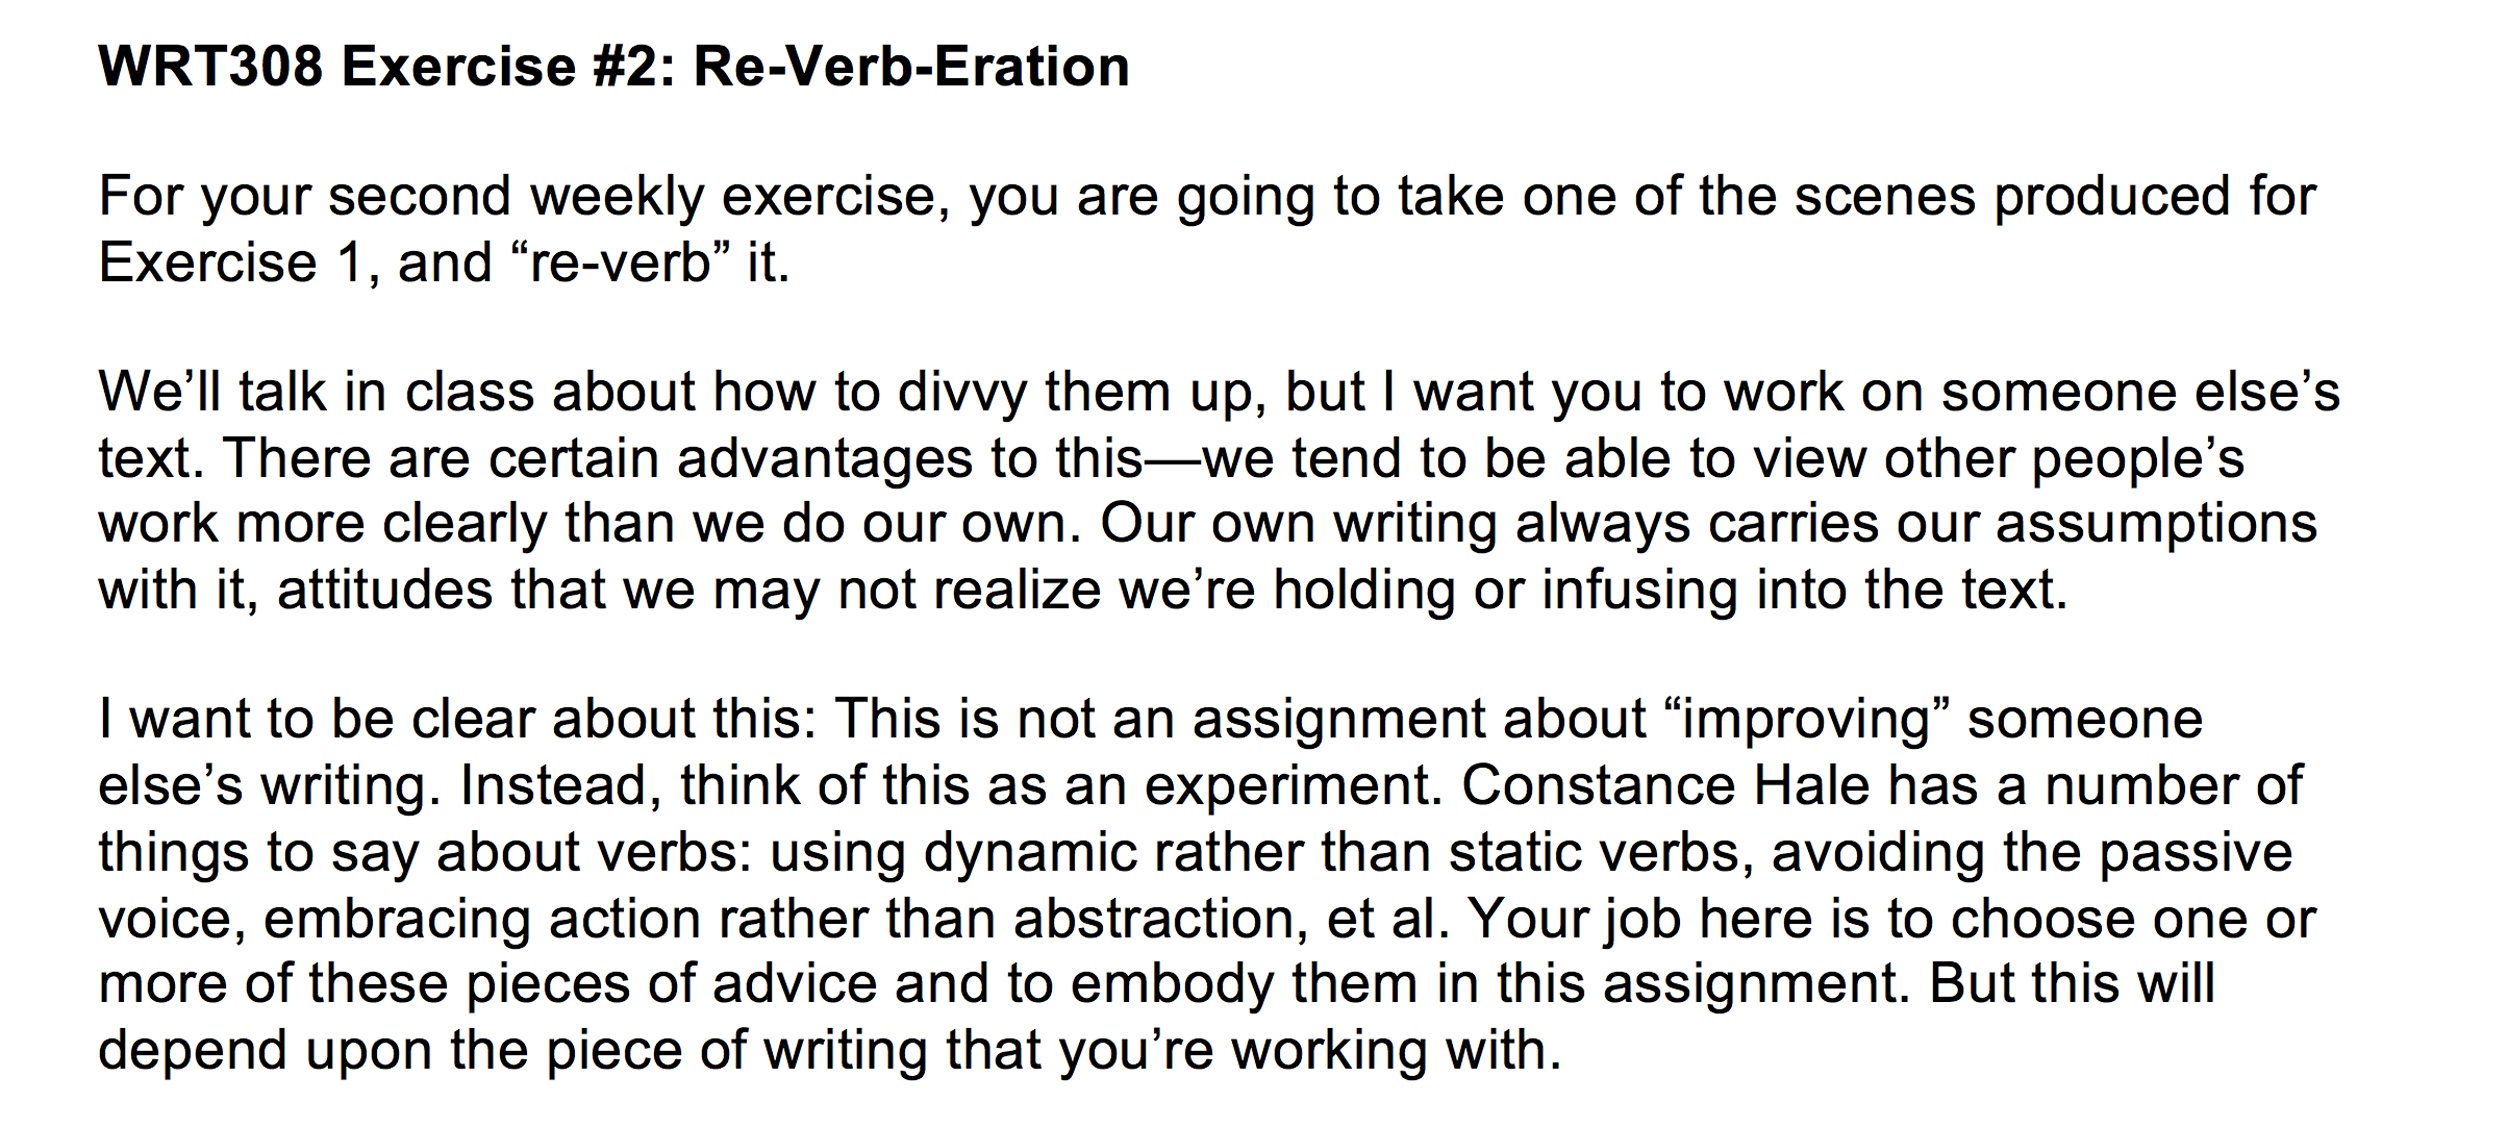 WRT308 Exercise #2: Re-Verb-Eration
For your second weekly exercise, you are going to take one of the scenes produced for
Exercise 1, and “re-verb” it.
We’ll talk in class about how to divvy them up, but I want you to work on someone else’s
text. There are certain advantages to this—we tend to be able to view other people’s
work more clearly than we do our own. Our own writing always carries our assumptions
with it, attitudes that we may not realize we’re holding or infusing into the text.
I want to be clear about this: This is not an assignment about “improving” someone
else’s writing. Instead, think of this as an experiment. Constance Hale has a number of
things to say about verbs: using dynamic rather than static verbs, avoiding the passive
voice, embracing action rather than abstraction, et al. Your job here is to choose one or
more of these pieces of advice and to embody them in this assignment. But this will
depend upon the piece of writing that you’re working with.